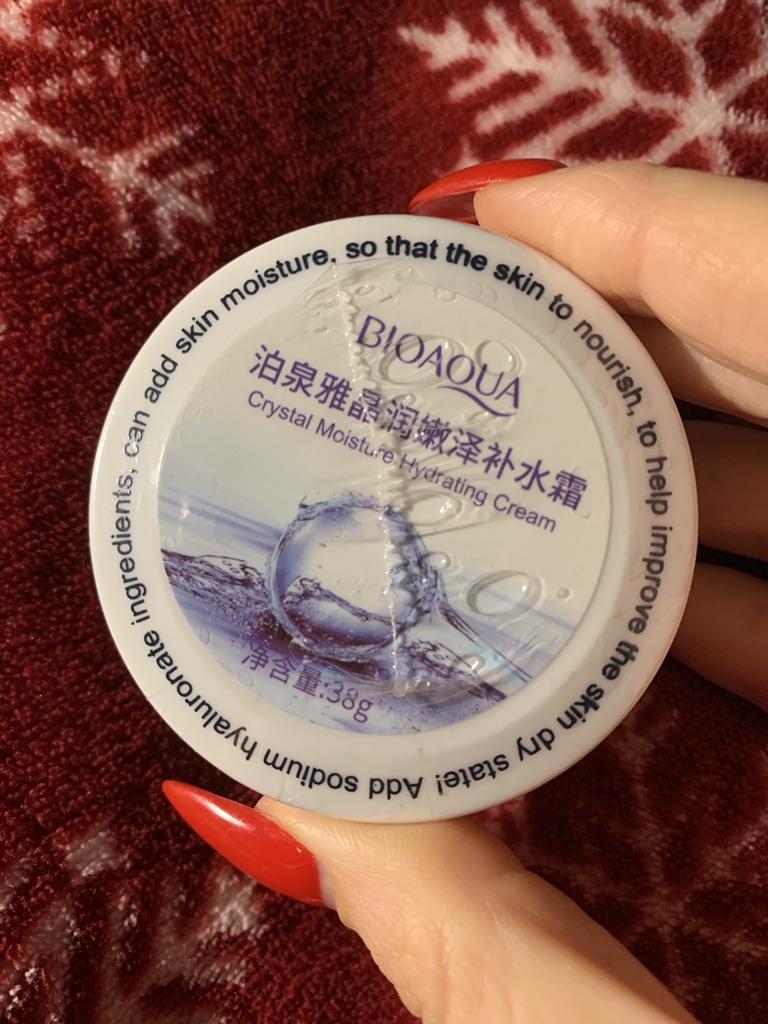 BIOAQUA
泊泉雅晶润嫩泽补水霜
Crystal Moisture Hydrating Cream
净含量:38g
Add sodium hyaluronate ingredients, can add skin moisture, so that the skin to nourish, to help improve the skin dry state!